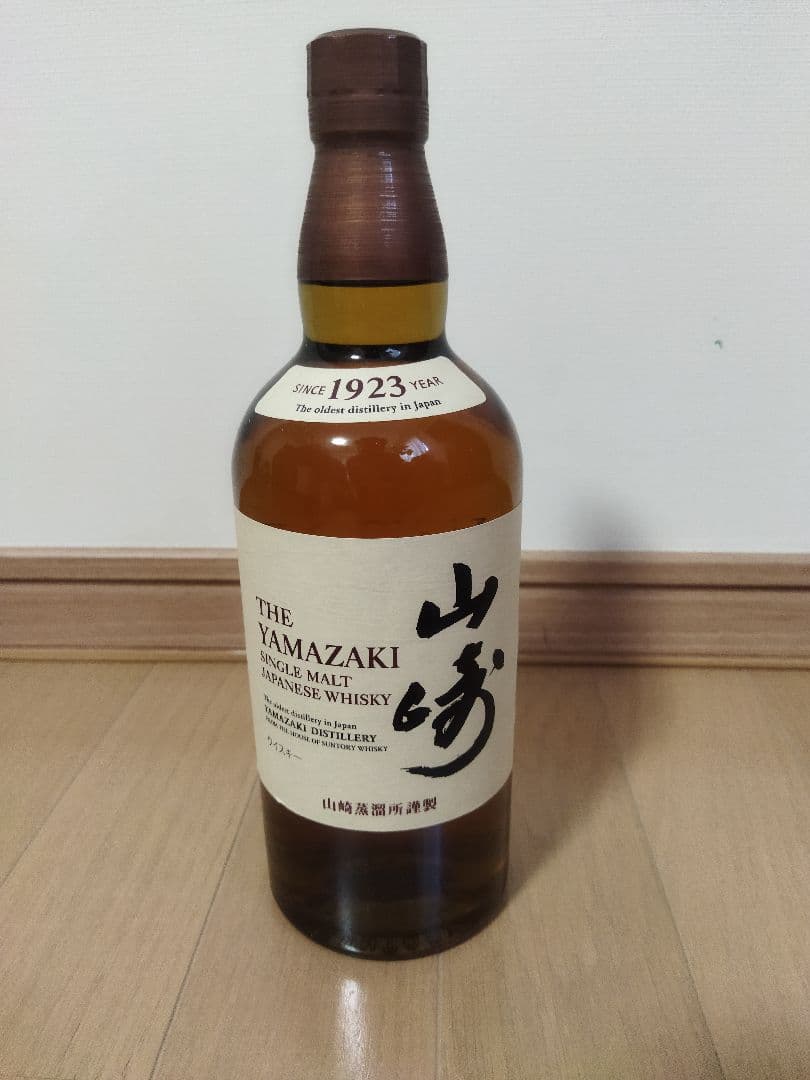 SINCE 1923 YEAR
The oldest distillery in Japan
THE
YAMAZAKI
SINGLE MALT
JAPANESE WHISKY
The oldest distillery in Japan
YAMAZAKI DISTILLERY
FROM THE HOUSE OF SUNTORY WHISKY
ウイスキー
山崎
山崎蒸溜所謹製